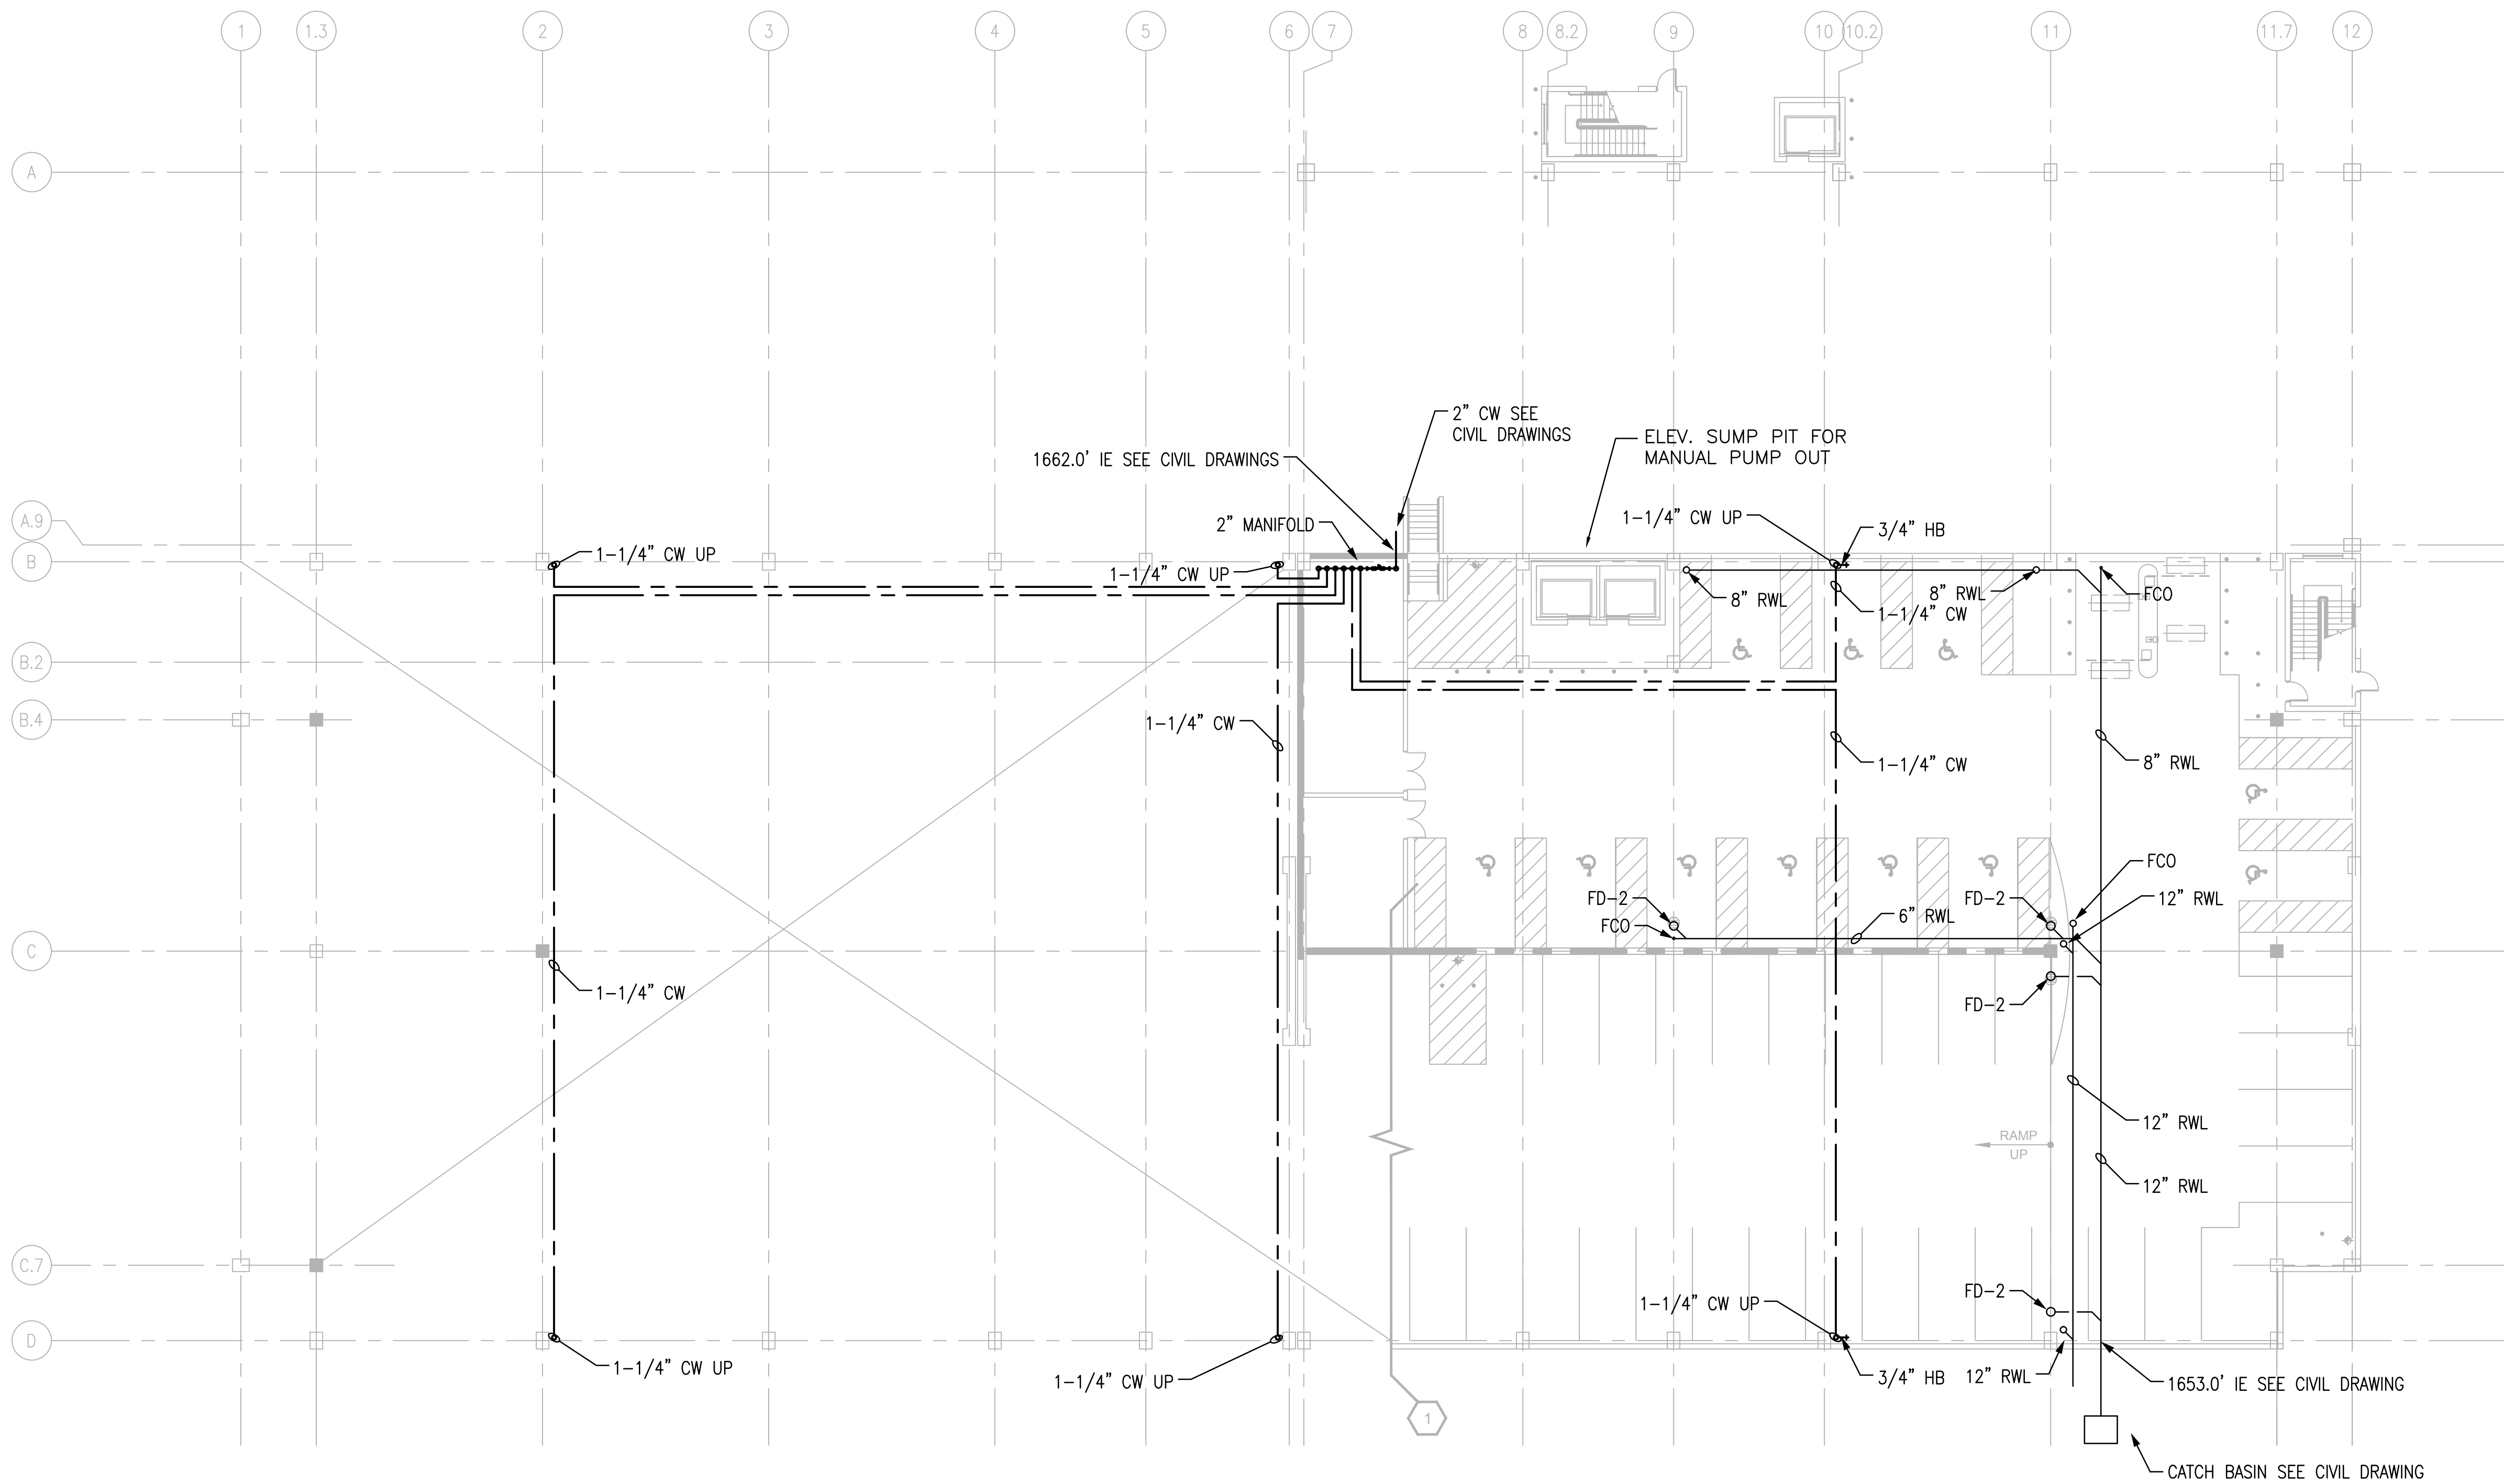 1
1.3
2
3
4
5
6
7
8
8.2
9
10
10.2
11
11.7
12
A
2" CW SEE
CIVIL DRAWINGS
ELEV. SUMP PIT FOR
MANUAL PUMP OUT
1662.0' IE SEE CIVIL DRAWINGS
A.9
2" MANIFOLD
1-1/4" CW UP
3/4" HB
B
1-1/4" CW UP
1-1/4" CW UP
8" RWL
8" RWL
FCO
1-1/4" CW
B.2
B.4
1-1/4" CW
1-1/4" CW
8" RWL
FCO
FD-2
FD-2
12" RWL
FCO
6" RWL
C
1-1/4" CW
FD-2
12" RWL
RAMP
UP
12" RWL
C.7
FD-2
1-1/4" CW UP
D
1-1/4" CW UP
1-1/4" CW UP
3/4" HB
12" RWL
1653.0' IE SEE CIVIL DRAWING
1
CATCH BASIN SEE CIVIL DRAWING